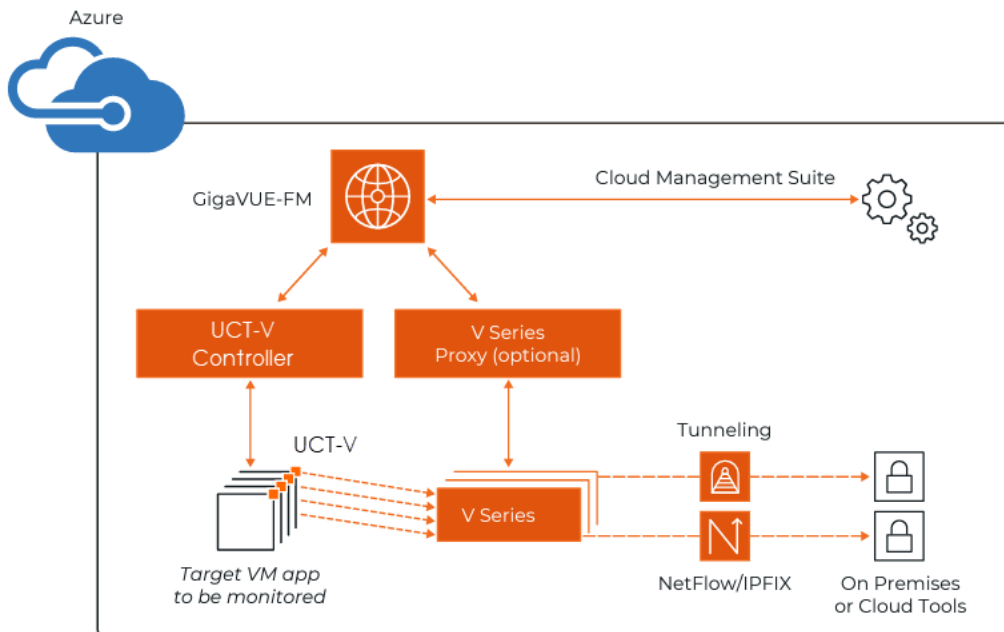 Azure
Cloud Management Suite
GigaVUE-FM
UCT-V
Controller
V Series
Proxy (optional)
UCT-V
Tunneling
V Series
Target VM app
to be monitored
NetFlow/IPFIX
On Premises
or Cloud Tools